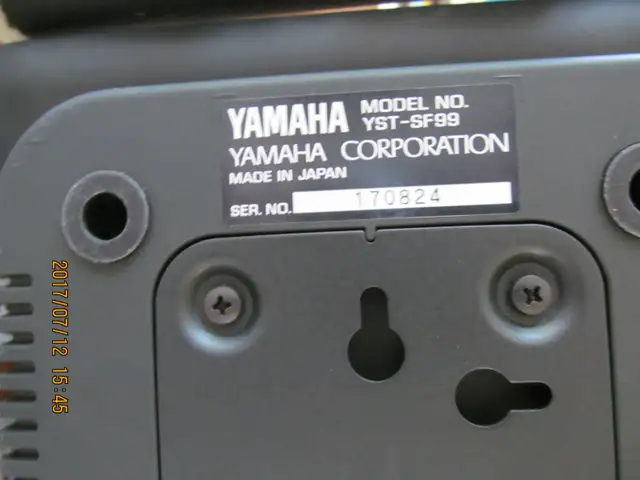 YAMAHA MODEL NO.
YST-SF99
YAMAHA CORPORATION
MADE IN JAPAN
SER. NO. 170824
2017/07/12 15:45